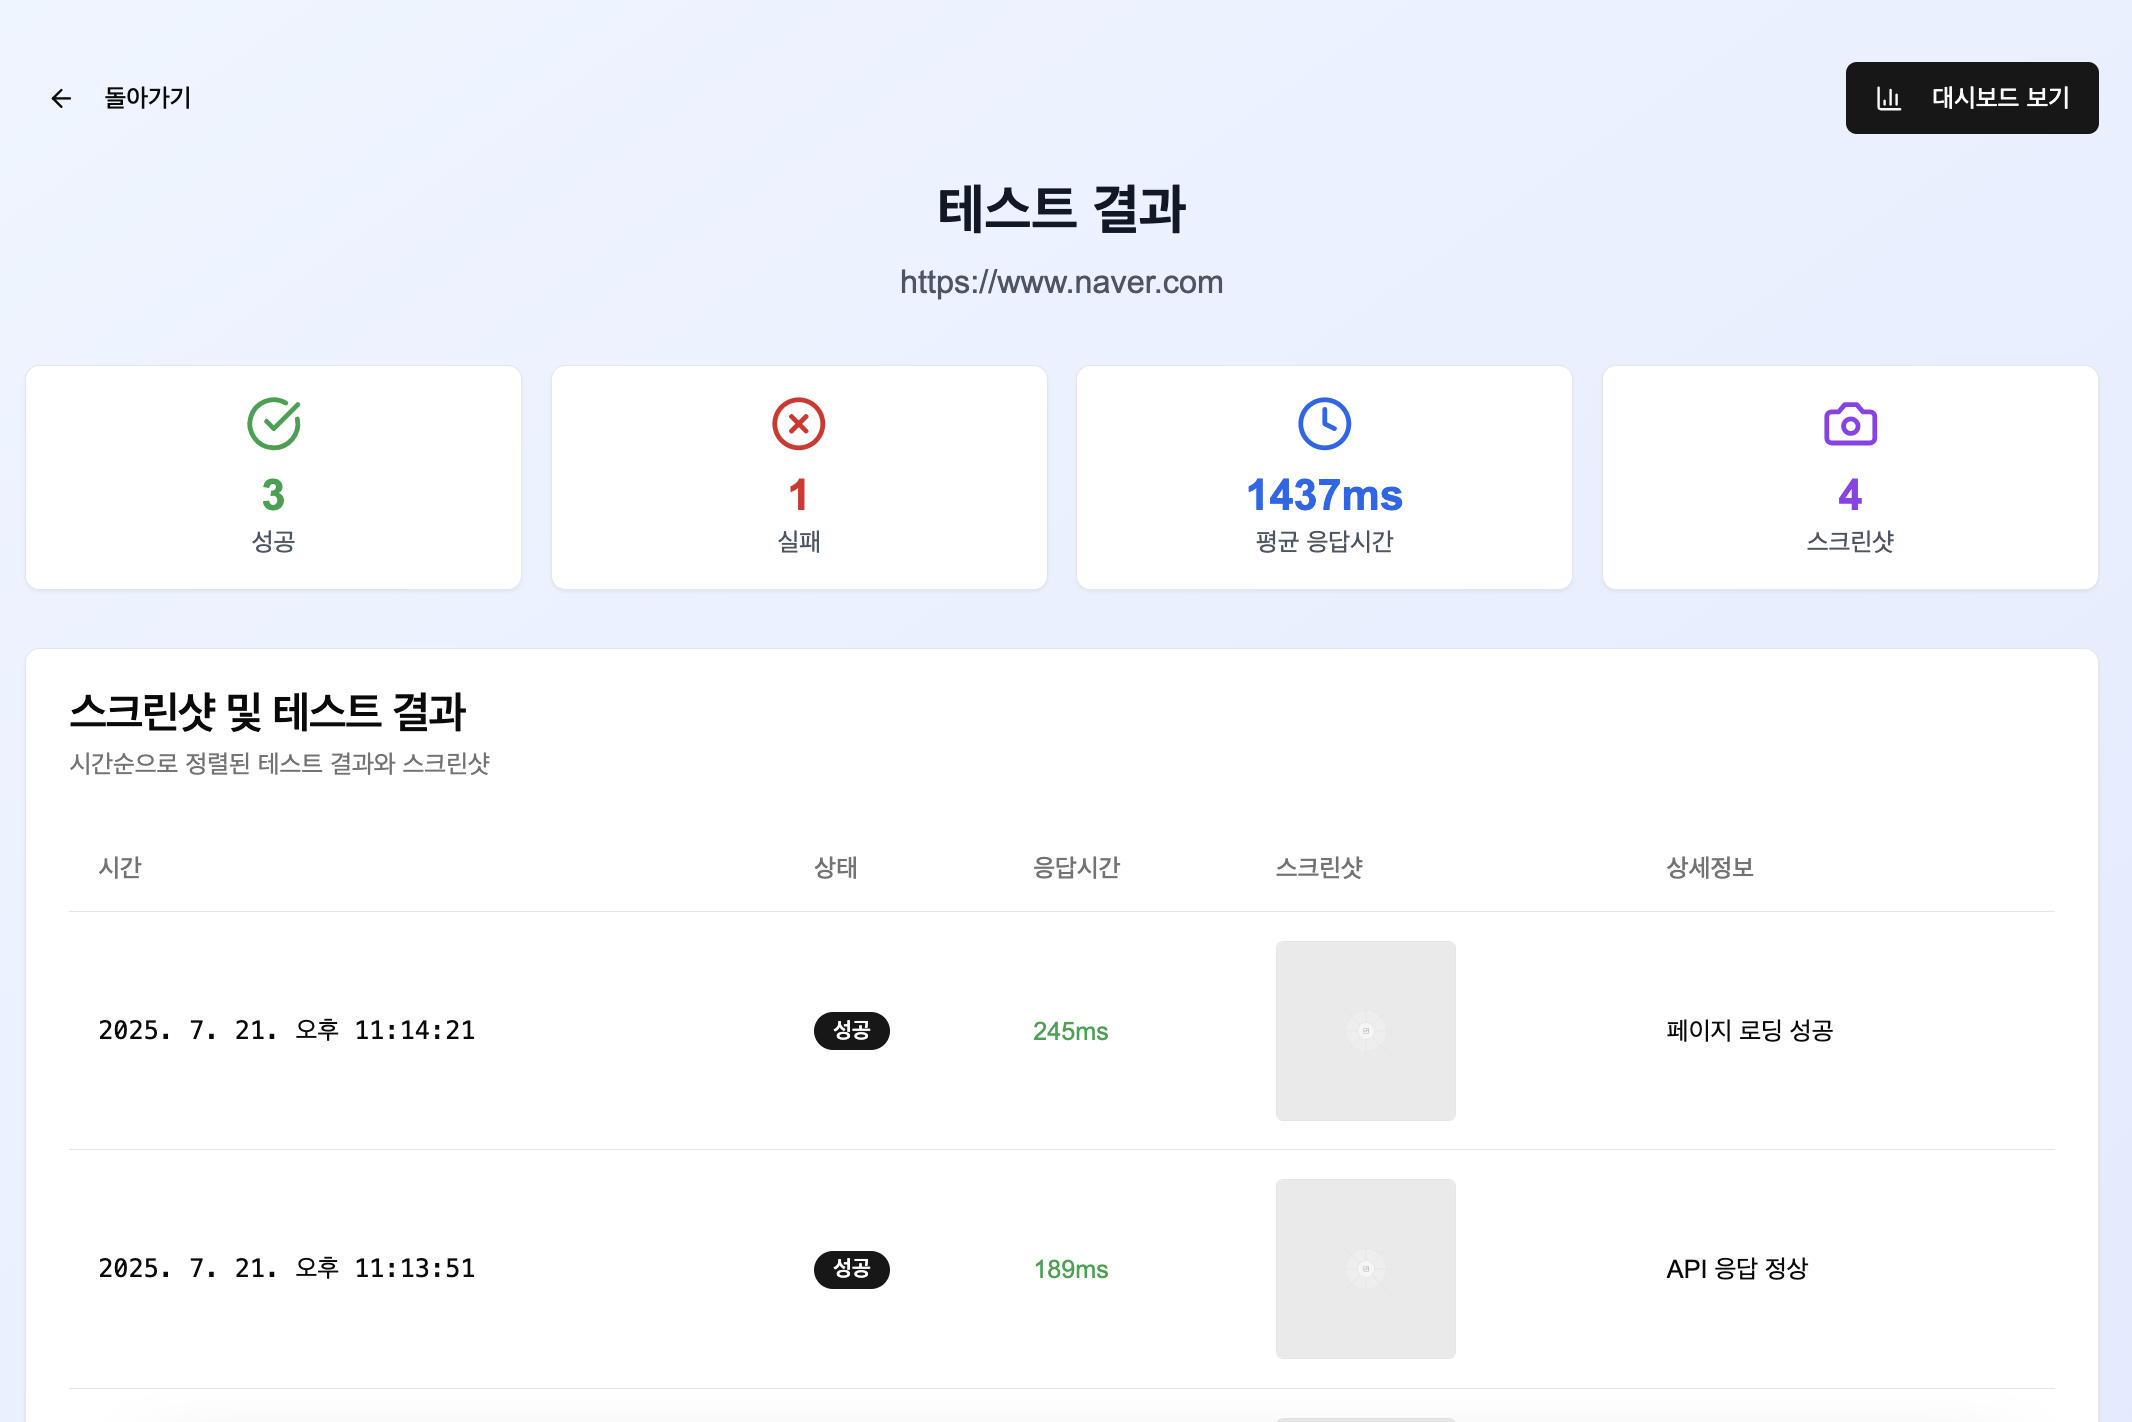 돌아가기
대시보드 보기
테스트 결과
https://www.naver.com
3
성공
1
실패
1437ms
평균 응답시간
4
스크린샷
스크린샷 및 테스트 결과
시간순으로 정렬된 테스트 결과와 스크린샷
시간 상태 응답시간 스크린샷 상세정보
2025. 7. 21. 오후 11:14:21 성공 245ms 페이지 로딩 성공
2025. 7. 21. 오후 11:13:51 성공 189ms API 응답 정상